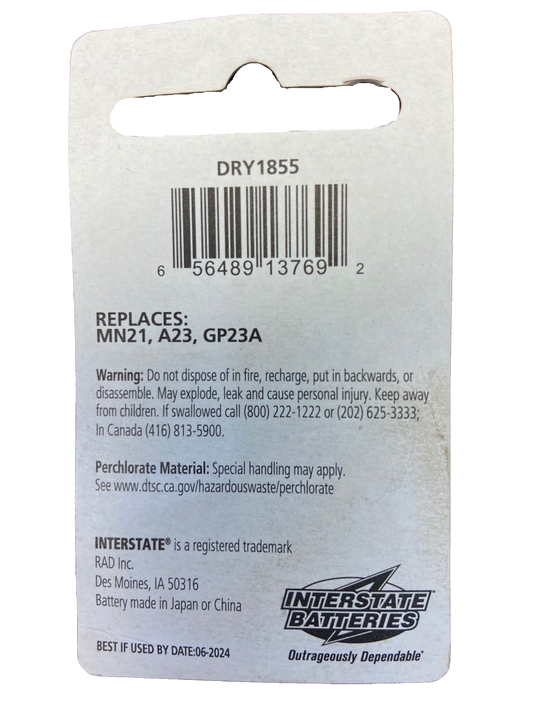 DRY1855
6 56489 13769 2
REPLACES:
MN21, A23, GP23A
Warning: Do not dispose of in fire, recharge, put in backwards, or
disassemble. May explode, leak and cause personal injury. Keep away
from children. If swallowed call (800) 222-1222 or (202) 625-3333;
In Canada (416) 813-5900.
Perchlorate Material: Special handling may apply.
See www.dtsc.ca.gov/hazardouswaste/perchlorate
INTERSTATE® is a registered trademark
RAD Inc.
Des Moines, IA 50316
Battery made in Japan or China
INTERSTATE
BATTERIES
Outrageously Dependable
BEST IF USED BY DATE:06-2024